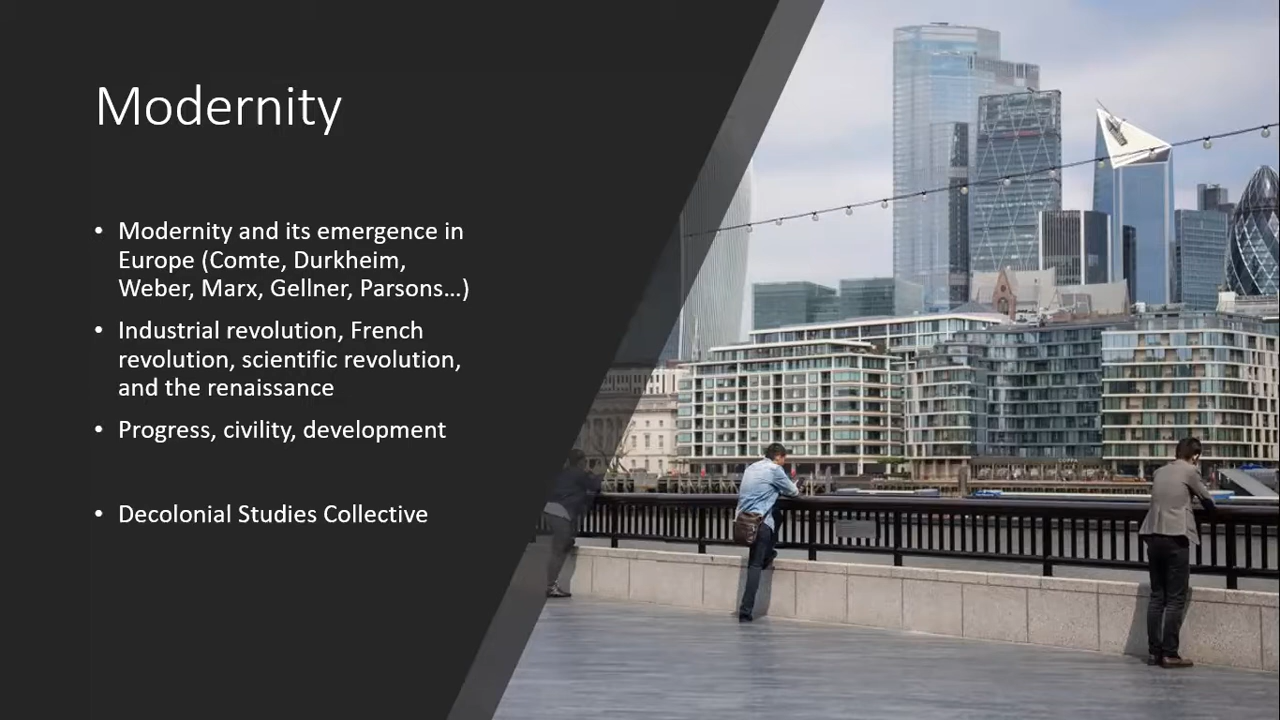 Modernity
• Modernity and its emergence in
Europe (Comte, Durkheim,
Weber, Marx, Gellner, Parsons…)
• Industrial revolution, French
revolution, scientific revolution,
and the renaissance
• Progress, civility, development
• Decolonial Studies Collective